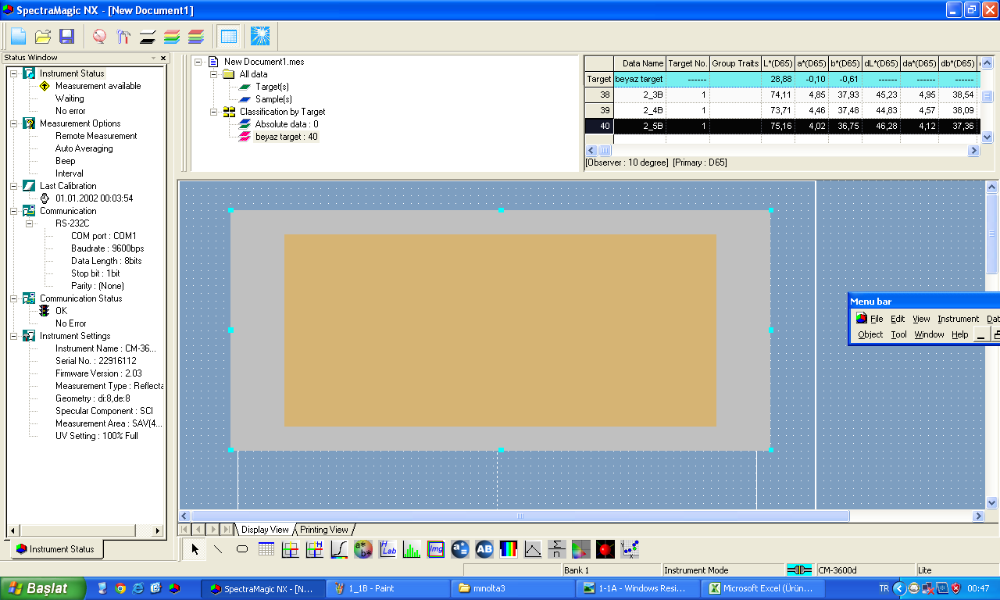 SpectraMagic NX - [New Document1]
Status Window
Instrument Status
Measurement available
Waiting
No error
Measurement Options
Remote Measurement
Auto Averaging
Beep
Interval
Last Calibration
01.01.2002 00:03:54
Communication
RS-232C
COM port : COM1
Baudrate : 9600bps
Data Length : 8bits
Stop bit : 1bit
Parity : (None)
Communication Status
OK
No Error
Instrument Settings
Instrument Name : CM-36...
Serial No. : 22916112
Firmware Version : 2.03
Measurement Type : Reflecta
Geometry : di:8,de:8
Specular Component : SCI
Measurement Area : SAV(4...
UV Setting : 100% Full
Instrument Status
New Document1.mes
All data
Target(s)
Sample(s)
Classification by Target
Absolute data : 0
beyaz target : 40
Data Name Target No. Group Traits L*(D65) a*(D65) b*(D65) dL*(D65) da*(D65) db*(D65)
Target beyaz target ------ 28,88 -0,10 -0,61 ------ ------ ------
38 2_3B 1 74,11 4,85 37,93 45,23 4,95 38,54
39 2_4B 1 73,71 4,46 37,48 44,83 4,57 38,09
40 2_5B 1 75,16 4,02 36,75 46,28 4,12 37,36
[Observer : 10 degree] [Primary : D65]
Menu bar
File Edit View Instrument Dat
Object Tool Window Help
Display View Printing View
H
a*
b*
H
Lab
Img
a=
AB
Σ
n
Bank 1 Instrument Mode CM-3600d Lite
Başlat SpectraMagic NX - [N... 1_1B - Paint minolta3 1-1A - Windows Resi... Microsoft Excel (Ürün... TR 00:47